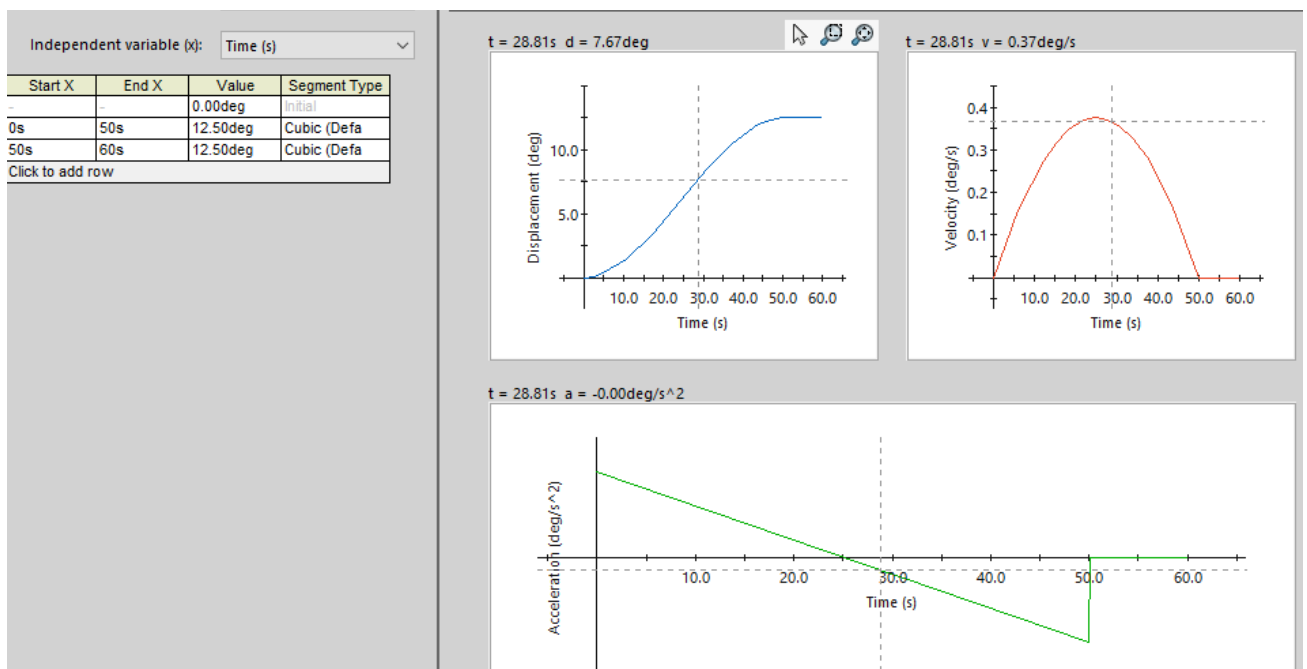 Independent variable (x): Time (s)
Start X End X Value Segment Type
- - 0.00deg Initial
0s 50s 12.50deg Cubic (Defa
50s 60s 12.50deg Cubic (Defa
Click to add row
t = 28.81s d = 7.67deg
Displacement (deg)
10.0
5.0
10.0 20.0 30.0 40.0 50.0 60.0
Time (s)
t = 28.81s v = 0.37deg/s
Velocity (deg/s)
0.4
0.3
0.2
0.1
10.0 20.0 30.0 40.0 50.0 60.0
Time (s)
t = 28.81s a = -0.00deg/s^2
Acceleration (deg/s^2)
10.0 20.0 30.0 40.0 50.0 60.0
Time (s)